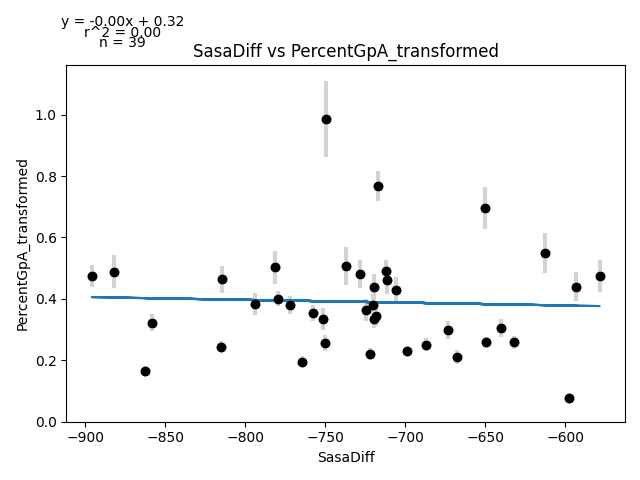 y = -0.00x + 0.32
r^2 = 0.00
n = 39
SasaDiff vs PercentGpA_transformed
PercentGpA_transformed
1.0
0.8
0.6
0.4
0.2
0.0
−900
−850
−800
−750
−700
−650
−600
SasaDiff